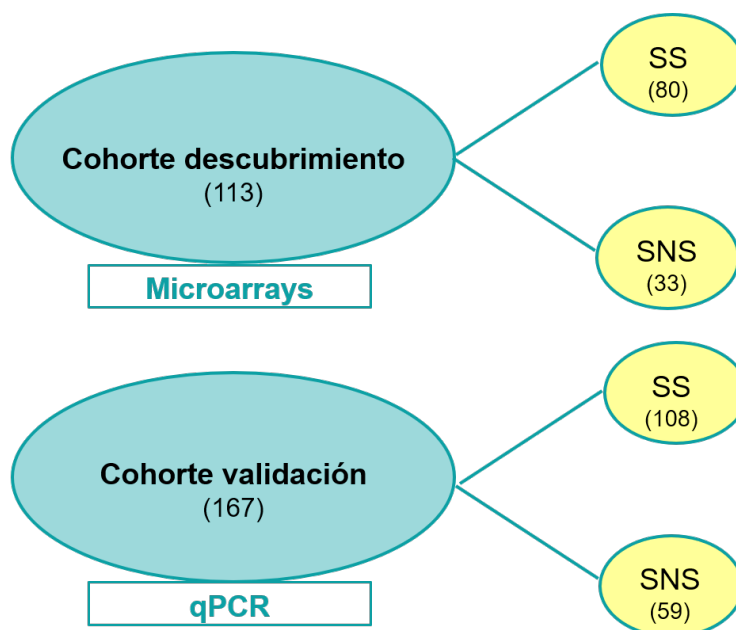 Cohorte descubrimiento
(113)
Microarrays
SS
(80)
SNS
(33)
Cohorte validación
(167)
qPCR
SS
(108)
SNS
(59)